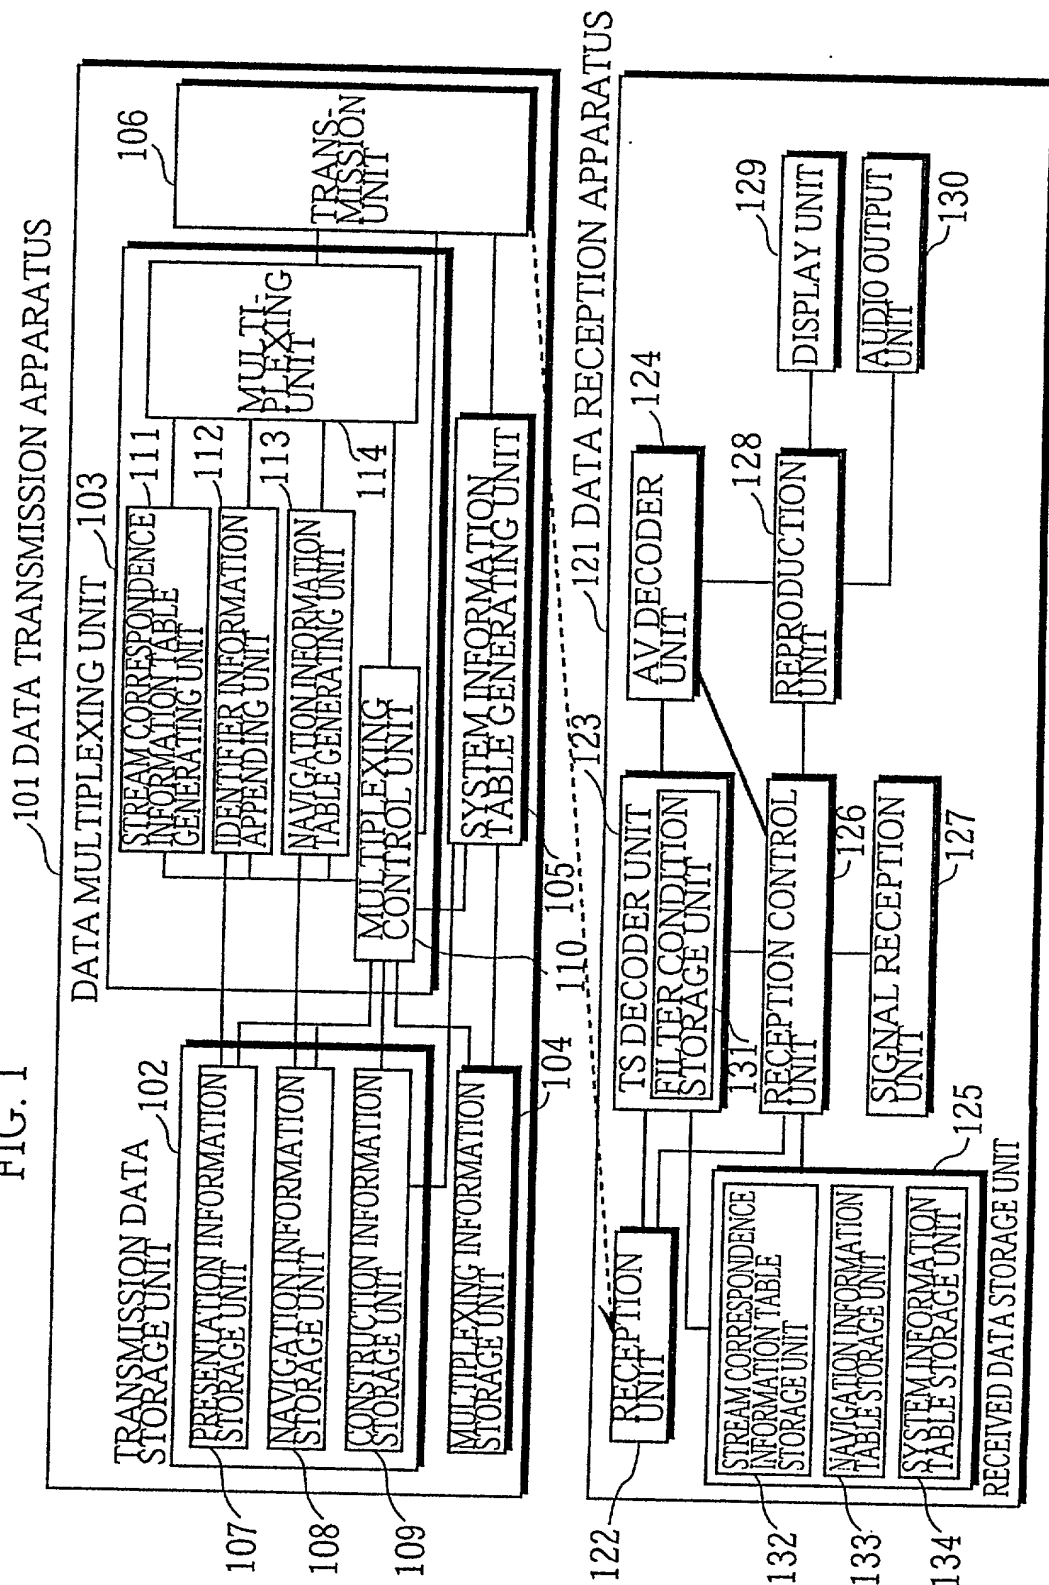 FIG. 1
101 DATA TRANSMISSION APPARATUS
TRANSMISSION DATA
STORAGE UNIT
102
PRESENTATION INFORMATION
STORAGE UNIT
107
NAVIGATION INFORMATION
STORAGE UNIT
108
CONSTRUCTION INFORMATION
STORAGE UNIT
109
MULTIPLEXING INFORMATION
STORAGE UNIT
104
DATA MULTIPLEXING UNIT
103
STREAM CORRESPONDENCE
INFORMATION TABLE
GENERATING UNIT
111
IDENTIFIER INFORMATION
APPENDING UNIT
112
NAVIGATION INFORMATION
TABLE GENERATING UNIT
113
MULTIPLEXING
CONTROL UNIT
110
MULTI-
PLEXING
UNIT
114
SYSTEM INFORMATION
TABLE GENERATING UNIT
105
TRANS-
MISSION
UNIT
106
121 DATA RECEPTION APPARATUS
RECEPTION
UNIT
122
TS DECODER UNIT
123
FILTER CONDITION
STORAGE UNIT
131
AV DECODER
UNIT
124
RECEPTION CONTROL
UNIT
126
SIGNAL RECEPTION
UNIT
127
REPRODUCTION
UNIT
128
DISPLAY UNIT
129
AUDIO OUTPUT
UNIT
130
STREAM CORRESPONDENCE
INFORMATION TABLE
STORAGE UNIT
132
NAVIGATION INFORMATION
TABLE STORAGE UNIT
133
SYSTEM INFORMATION
TABLE STORAGE UNIT
134
125
RECEIVED DATA STORAGE UNIT